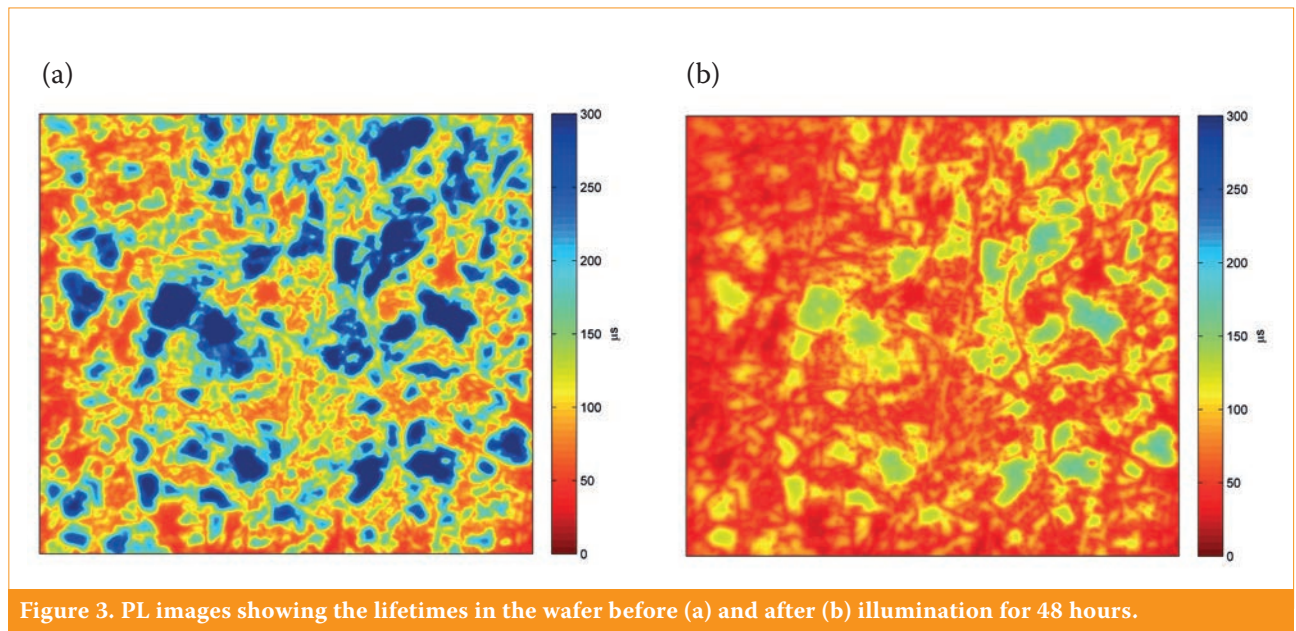 (a)
(b)
300
250
200
150
100
50
0
µs
300
250
200
150
100
50
0
µs
Figure 3. PL images showing the lifetimes in the wafer before (a) and after (b) illumination for 48 hours.